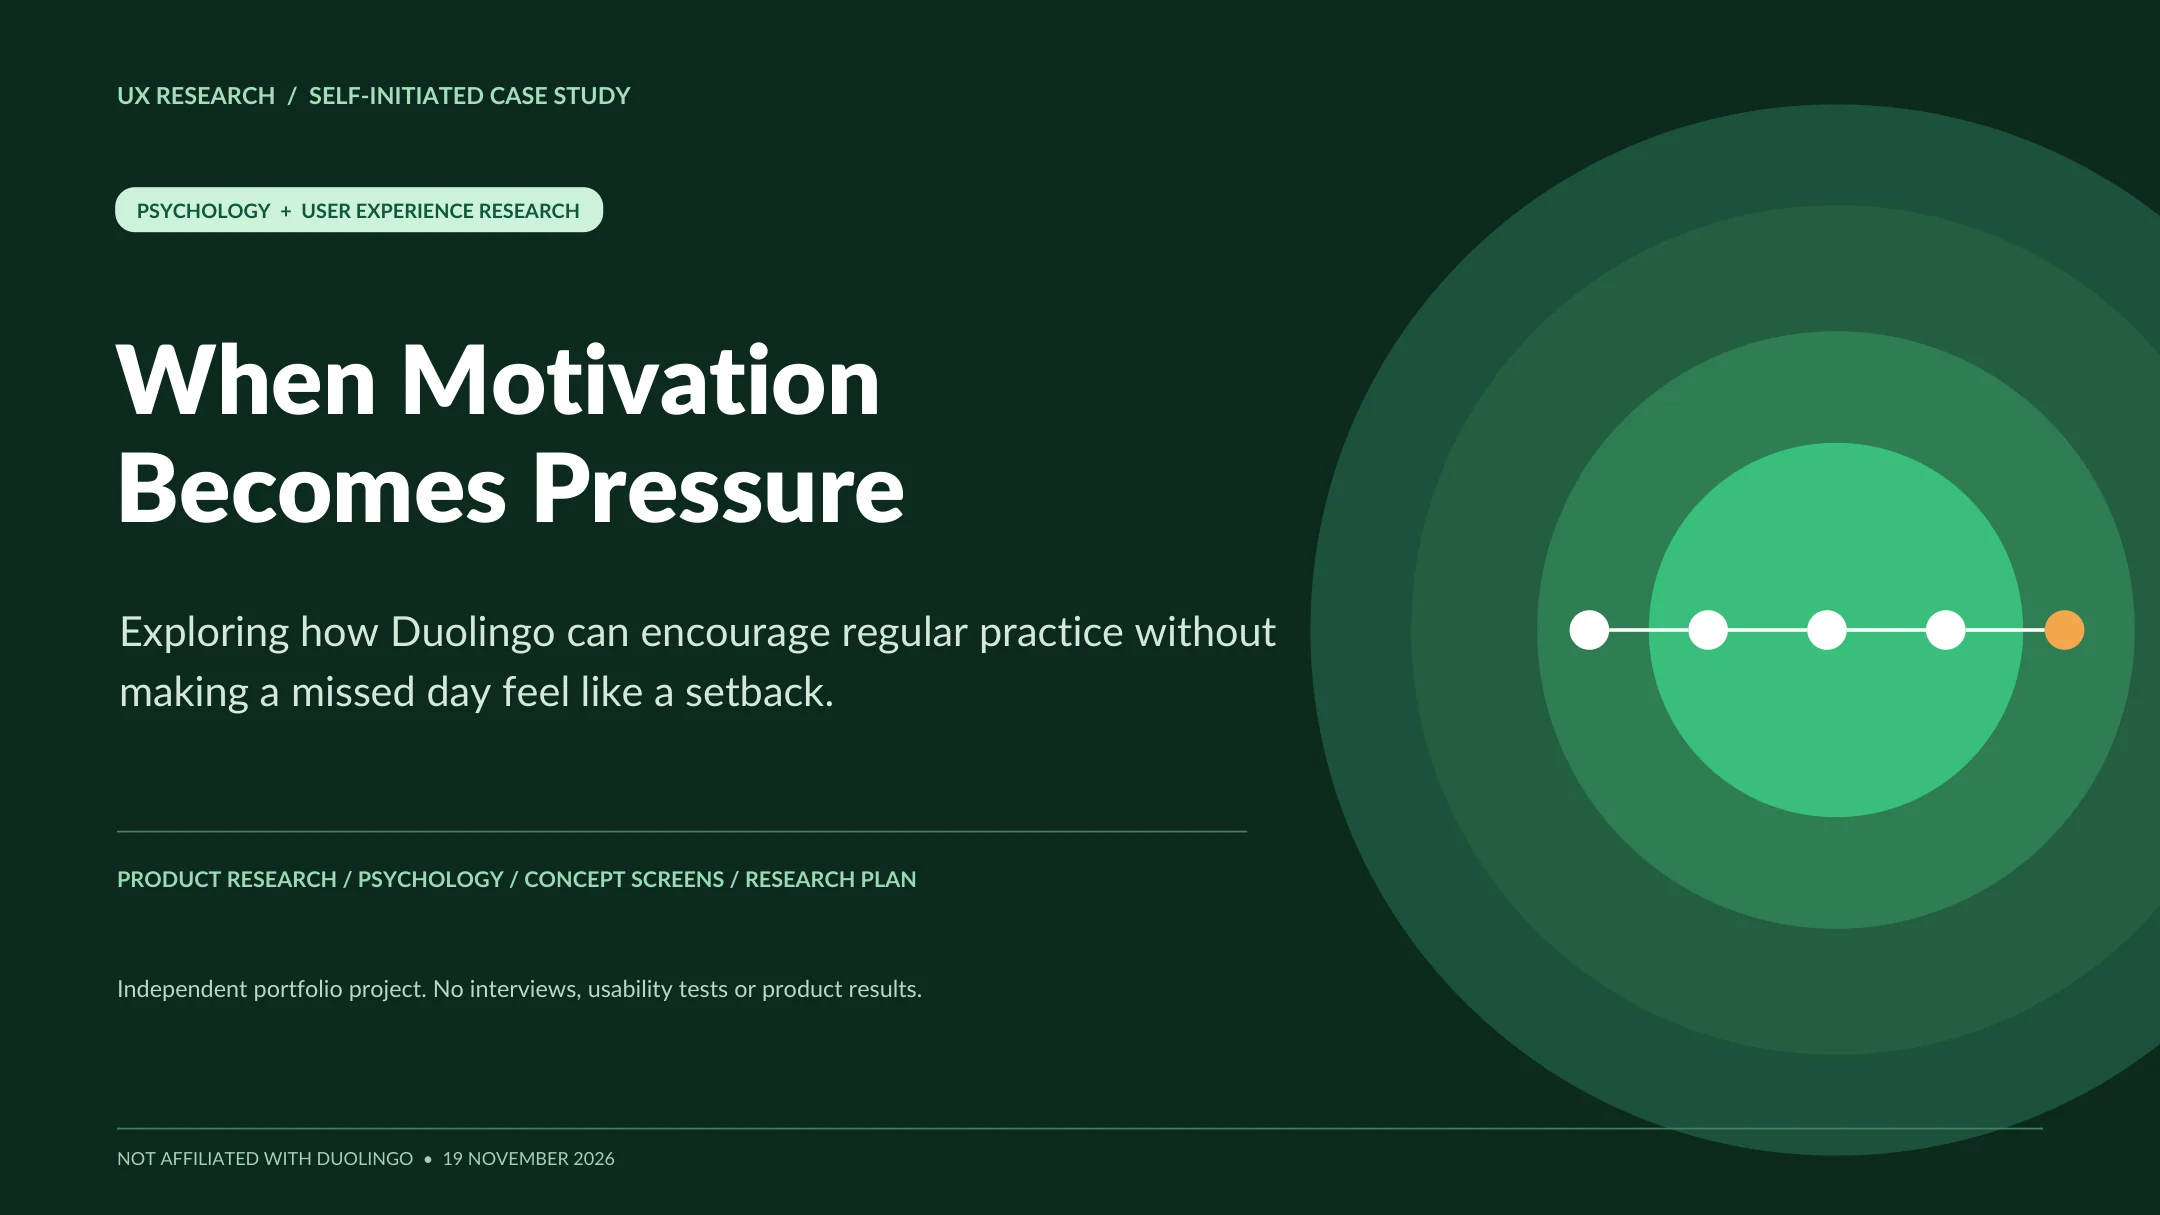 UX RESEARCH / SELF-INITIATED CASE STUDY
PSYCHOLOGY + USER EXPERIENCE RESEARCH
When Motivation
Becomes Pressure
Exploring how Duolingo can encourage regular practice without
making a missed day feel like a setback.
PRODUCT RESEARCH / PSYCHOLOGY / CONCEPT SCREENS / RESEARCH PLAN
Independent portfolio project. No interviews, usability tests or product results.
NOT AFFILIATED WITH DUOLINGO • 19 NOVEMBER 2026